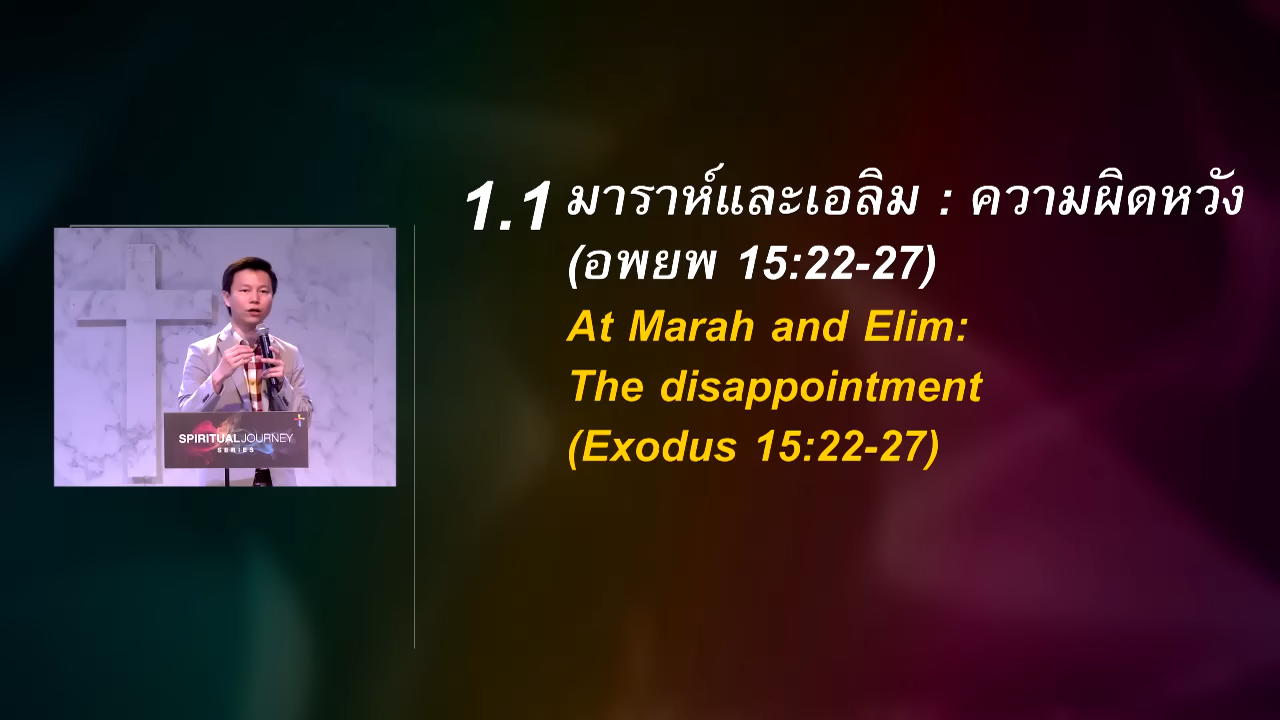 1.1 มาราห์และเอลิม : ความผิดหวัง
(อพยพ 15:22-27)
At Marah and Elim:
The disappointment
(Exodus 15:22-27)
SPIRITUALJOURNEY
SERIES